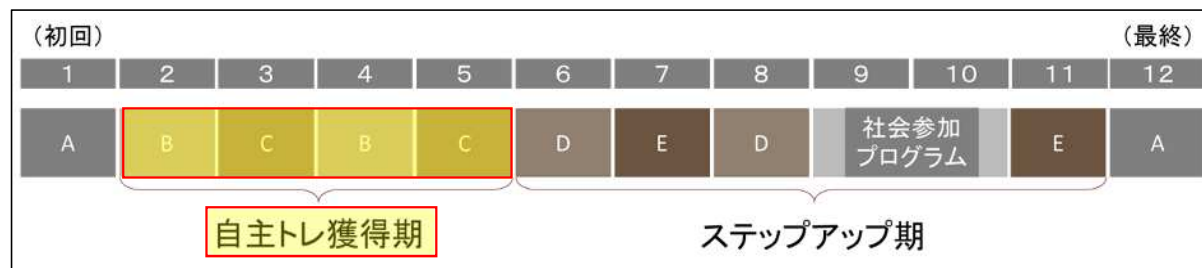 (初回) (最終)
1 2 3 4 5 6 7 8 9 10 11 12
A B C B C D E D 社会参加 E A
プログラム
自主トレ獲得期 ステップアップ期